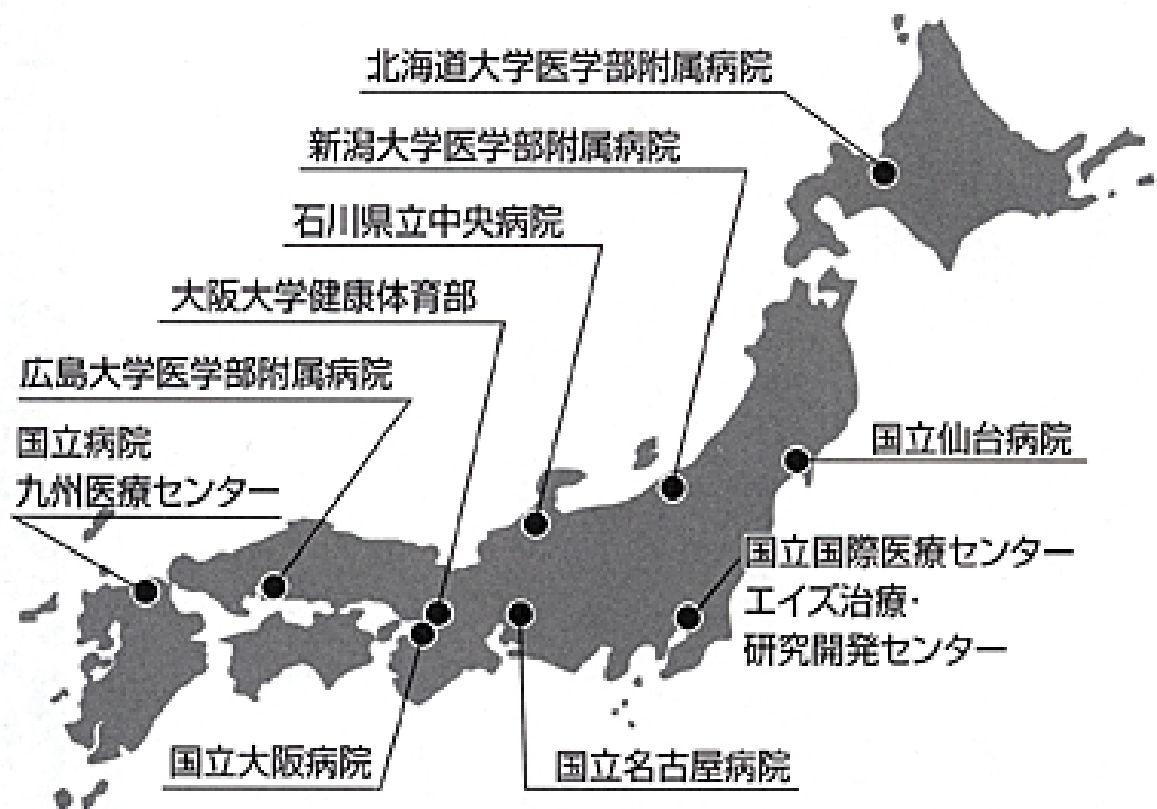 北海道大学医学部附属病院
新潟大学医学部附属病院
石川県立中央病院
大阪大学健康体育部
広島大学医学部附属病院
国立病院
九州医療センター
国立仙台病院
国立国際医療センター
エイズ治療・
研究開発センター
国立大阪病院
国立名古屋病院